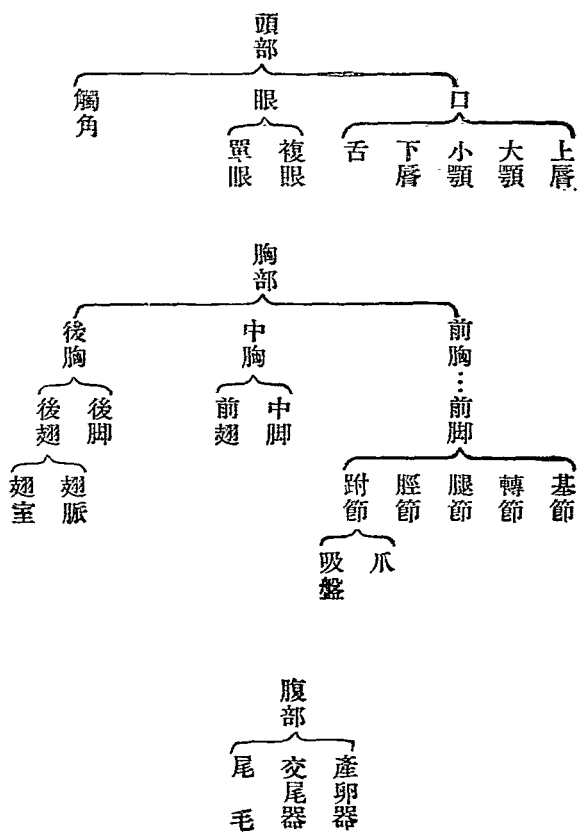 頭部
口
眼
觸角
上唇
大顎
小顎
下唇
舌
複眼
單眼
胸部
前胸…前脚
中胸
後胸
基節
轉節
腿節
脛節
跗節
爪
吸盤
中脚
前翅
後脚
後翅
翅脈
翅室
腹部
產卵器
交尾器
尾毛